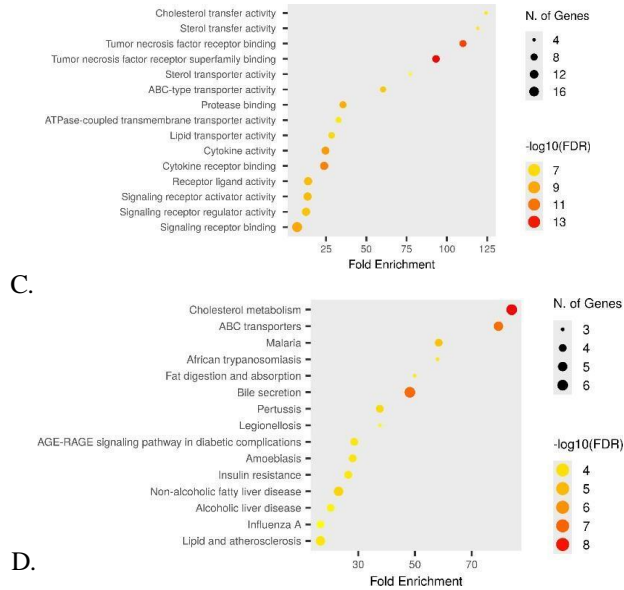 Cholesterol transfer activity
Sterol transfer activity
Tumor necrosis factor receptor binding
Tumor necrosis factor receptor superfamily binding
Sterol transporter activity
ABC-type transporter activity
Protease binding
ATPase-coupled transmembrane transporter activity
Lipid transporter activity
Cytokine activity
Cytokine receptor binding
Receptor ligand activity
Signaling receptor activator activity
Signaling receptor regulator activity
Signaling receptor binding
25 50 75 100 125
Fold Enrichment
N. of Genes
4
8
12
16
-log10(FDR)
7
9
11
13
C.
Cholesterol metabolism
ABC transporters
Malaria
African trypanosomiasis
Fat digestion and absorption
Bile secretion
Pertussis
Legionellosis
AGE-RAGE signaling pathway in diabetic complications
Amoebiasis
Insulin resistance
Non-alcoholic fatty liver disease
Alcoholic liver disease
Influenza A
Lipid and atherosclerosis
30 50 70
Fold Enrichment
N. of Genes
3
4
5
6
-log10(FDR)
4
5
6
7
8
D.